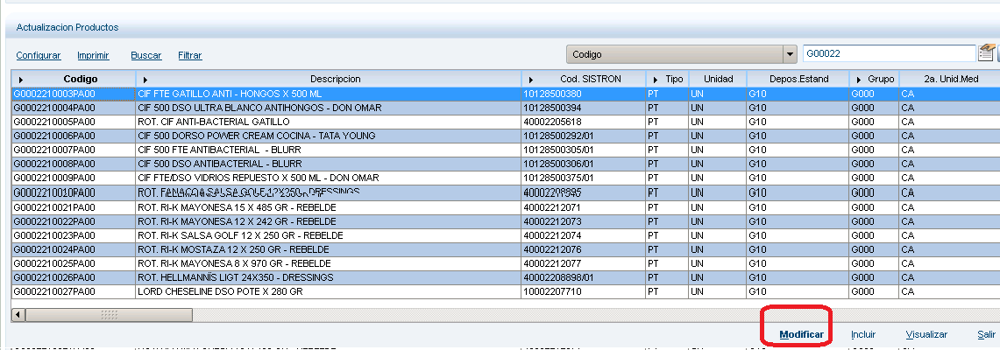 Actualizacion Productos
Configurar Imprimir Buscar Filtrar Codigo G00022
Codigo Descripcion Cod. SISTRON Tipo Unidad Depos.Estand Grupo 2a. Unid.Med
G0002210003PA00 CIF FTE GATILLO ANTI - HONGOS X 500 ML 10128500380 PT UN G10 G000 CA
G0002210004PA00 CIF 500 DSO ULTRA BLANCO ANTIHONGOS - DON OMAR 10128500394 PT UN G10 G000 CA
G0002210005PA00 ROT. CIF ANTI-BACTERIAL GATILLO 40002205618 PT UN G10 G000 CA
G0002210006PA00 CIF 500 DORSO POWER CREAM COCINA - TATA YOUNG 10128500292/01 PT UN G10 G000 CA
G0002210007PA00 CIF 500 FTE ANTIBACTERIAL - BLURR 10128500305/01 PT UN G10 G000 CA
G0002210008PA00 CIF 500 DSO ANTIBACTERIAL - BLURR 10128500306/01 PT UN G10 G000 CA
G0002210009PA00 CIF FTE/DSO VIDRIOS REPUESTO X 500 ML - DON OMAR 10128500375/01 PT UN G10 G000 CA
G0002210010PA00 ROT. DRESSINGS PT UN G10 G000 CA
G0002210021PA00 ROT. RI-K MAYONESA 15 X 485 GR - REBELDE 40002212071 PT UN G10 G000 CA
G0002210022PA00 ROT. RI-K MAYONESA 12 X 242 GR - REBELDE 40002212073 PT UN G10 G000 CA
G0002210023PA00 ROT. RI-K SALSA GOLF 12 X 250 GR - REBELDE 40002212074 PT UN G10 G000 CA
G0002210024PA00 ROT. RI-K MOSTAZA 12 X 250 GR - REBELDE 40002212076 PT UN G10 G000 CA
G0002210025PA00 ROT. RI-K MAYONESA 8 X 970 GR - REBELDE 40002212077 PT UN G10 G000 CA
G0002210026PA00 ROT. HELLMANNÏS LIGT 24X350 - DRESSINGS 40002208898/01 PT UN G10 G000 CA
G0002210027PA00 LORD CHESELINE DSO POTE X 280 GR 10002207710 PT UN G10 G000 CA
Modificar Incluir Visualizar Salir